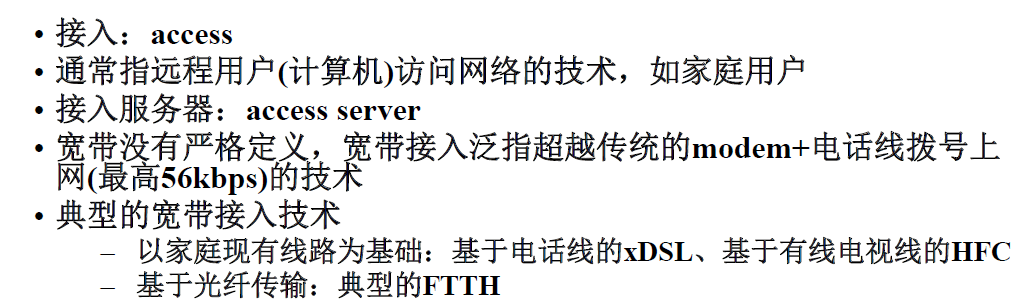 • 接入：access
• 通常指远程用户(计算机)访问网络的技术，如家庭用户
• 接入服务器：access server
• 宽带没有严格定义，宽带接入泛指超越传统的modem+电话线拨号上
网(最高56kbps)的技术
• 典型的宽带接入技术
– 以家庭现有线路为基础：基于电话线的xDSL、基于有线电视线的HFC
– 基于光纤传输：典型的FTTH